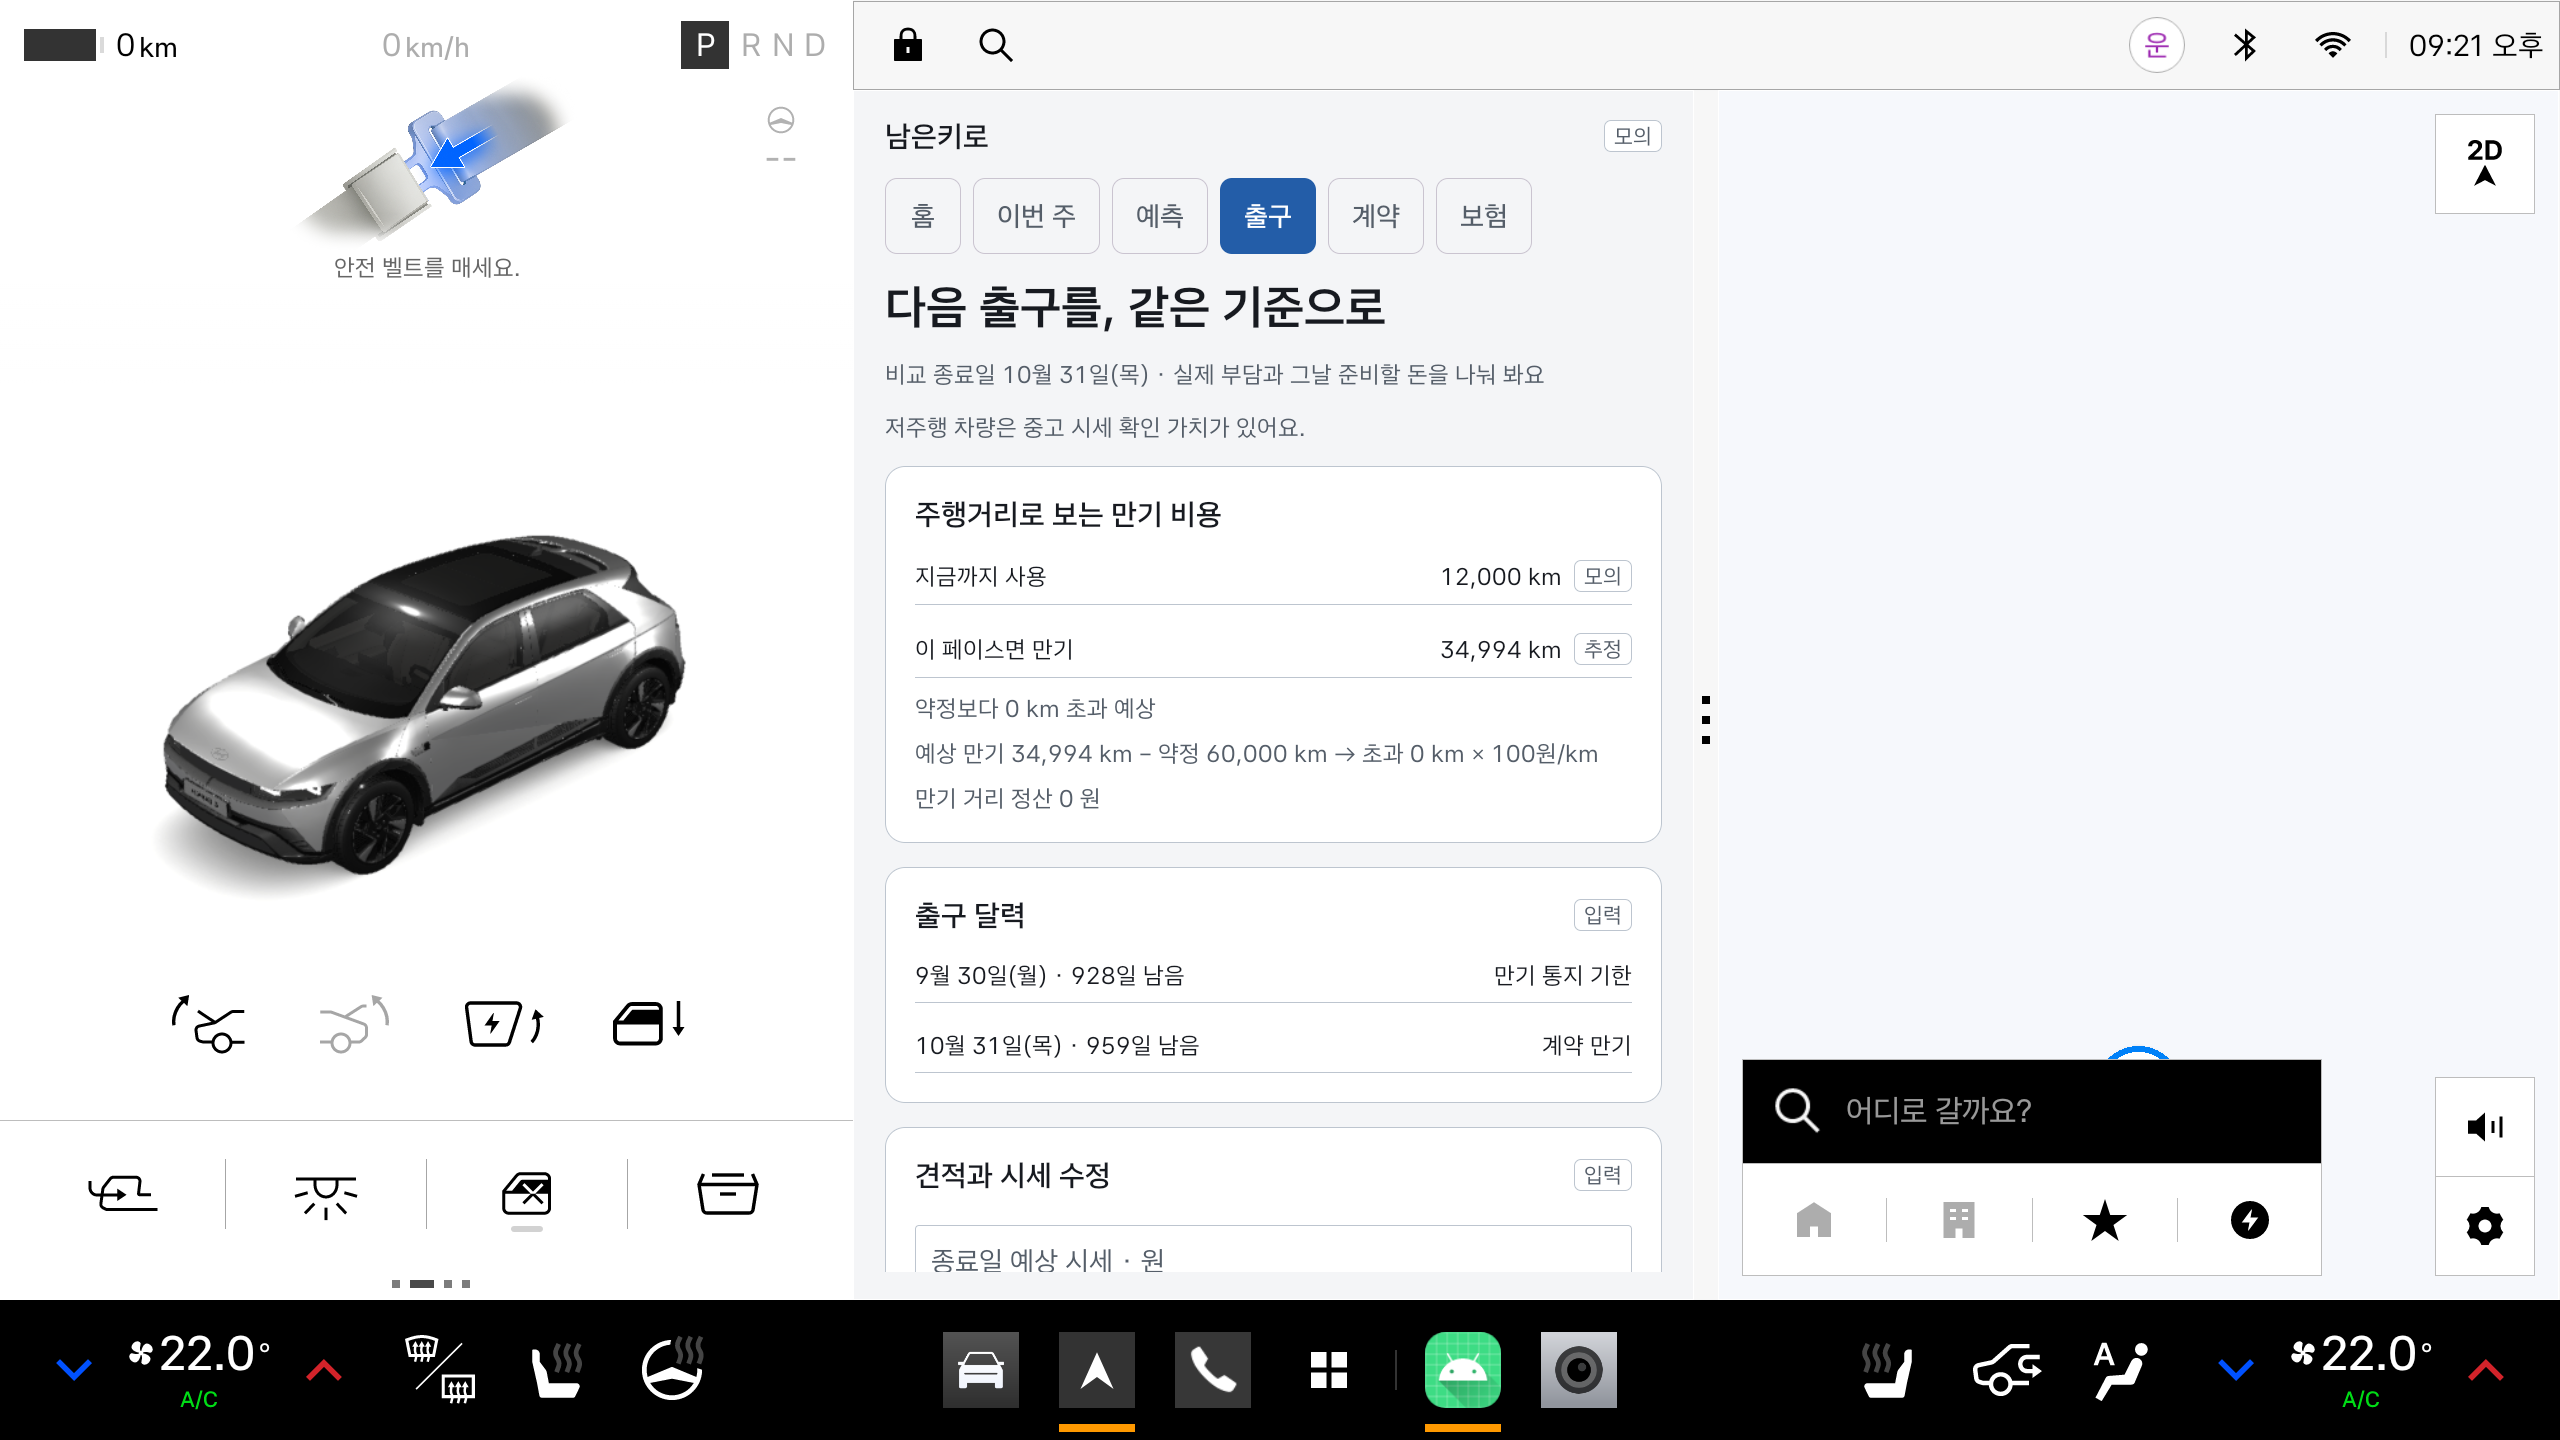 0 km
0 km/h
P R N D
09:21 오후
운
안전 벨트를 매세요.
남은키로
모의
홈
이번 주
예측
출구
계약
보험
다음 출구를, 같은 기준으로
비교 종료일 10월 31일(목) · 실제 부담과 그날 준비할 돈을 나눠 봐요
저주행 차량은 중고 시세 확인 가치가 있어요.
주행거리로 보는 만기 비용
지금까지 사용 12,000 km 모의
이 페이스면 만기 34,994 km 추정
약정보다 0 km 초과 예상
예상 만기 34,994 km − 약정 60,000 km → 초과 0 km × 100원/km
만기 거리 정산 0 원
출구 달력 입력
9월 30일(월) · 928일 남음 만기 통지 기한
10월 31일(목) · 959일 남음 계약 만기
견적과 시세 수정 입력
종료일 예상 시세 · 원
2D
어디로 갈까요?
22.0°
A/C
A
22.0°
A/C